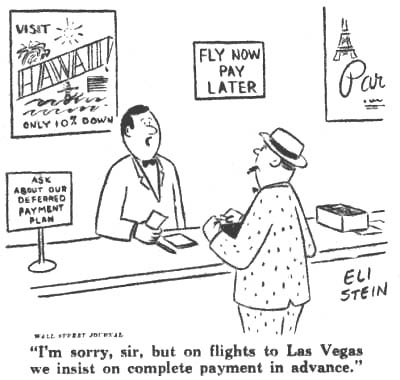 VISIT
HAWAII!
ONLY 10% DOWN
FLY NOW
PAY
LATER
Par
ASK
ABOUT OUR
DEFERRED
PAYMENT
PLAN
ELI
STEIN
WALL STREET JOURNAL
"I'm sorry, sir, but on flights to Las Vegas
we insist on complete payment in advance."